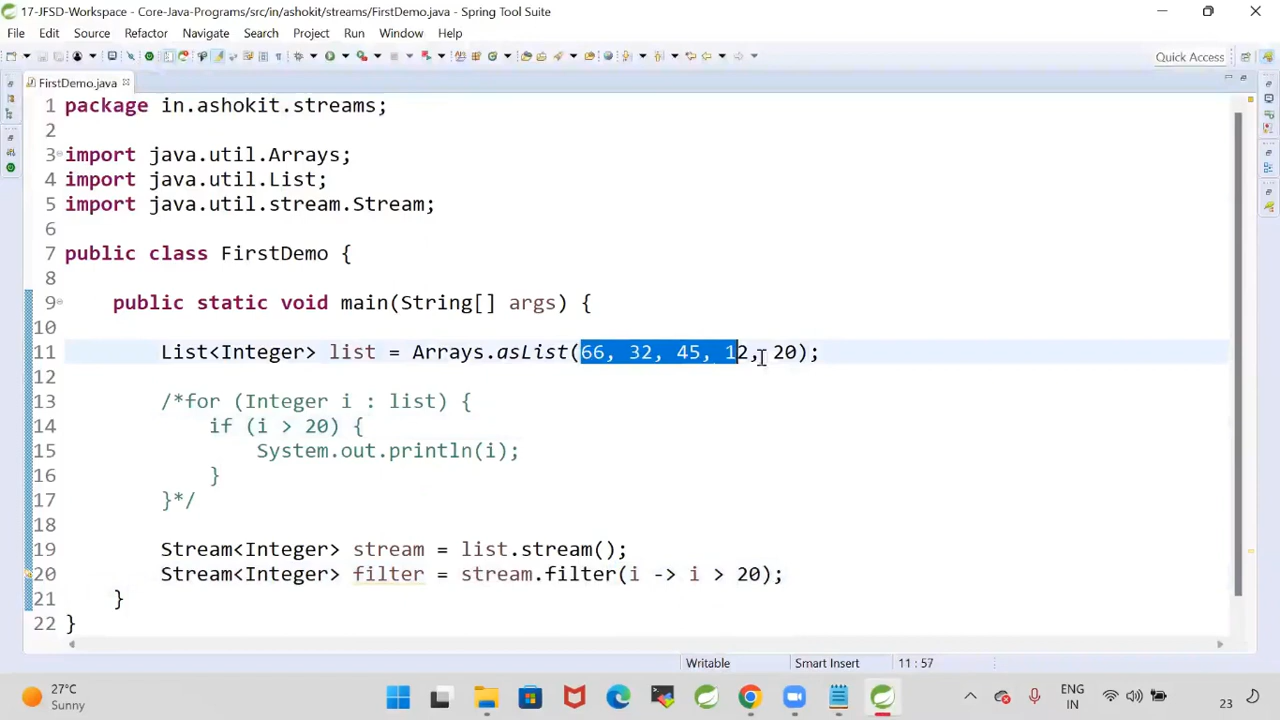 17-JFSD-Workspace - Core-Java-Programs/src/in/ashokit/streams/FirstDemo.java - Spring Tool Suite
File Edit Source Refactor Navigate Search Project Run Window Help
Quick Access
FirstDemo.java
1 package in.ashokit.streams;
2
3 import java.util.Arrays;
4 import java.util.List;
5 import java.util.stream.Stream;
6
7 public class FirstDemo {
8
9 public static void main(String[] args) {
10
11 List<Integer> list = Arrays.asList(66, 32, 45, 12, 20);
12
13 /*for (Integer i : list) {
14 if (i > 20) {
15 System.out.println(i);
16 }
17 }*/
18
19 Stream<Integer> stream = list.stream();
20 Stream<Integer> filter = stream.filter(i -> i > 20);
21 }
22 }
Writable Smart Insert 11 : 57
27°C
Sunny
ENG
IN
23